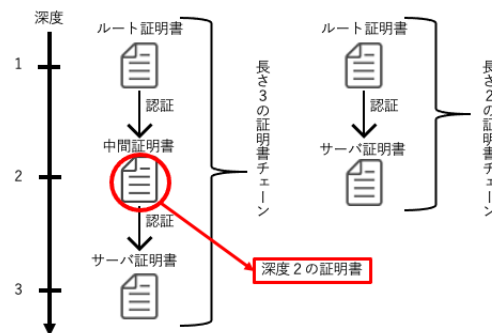 深度
1
2
3
ルート証明書
認証
中間証明書
認証
サーバ証明書
長さ3の証明書チェーン
深度2の証明書
ルート証明書
認証
サーバ証明書
長さ2の証明書チェーン